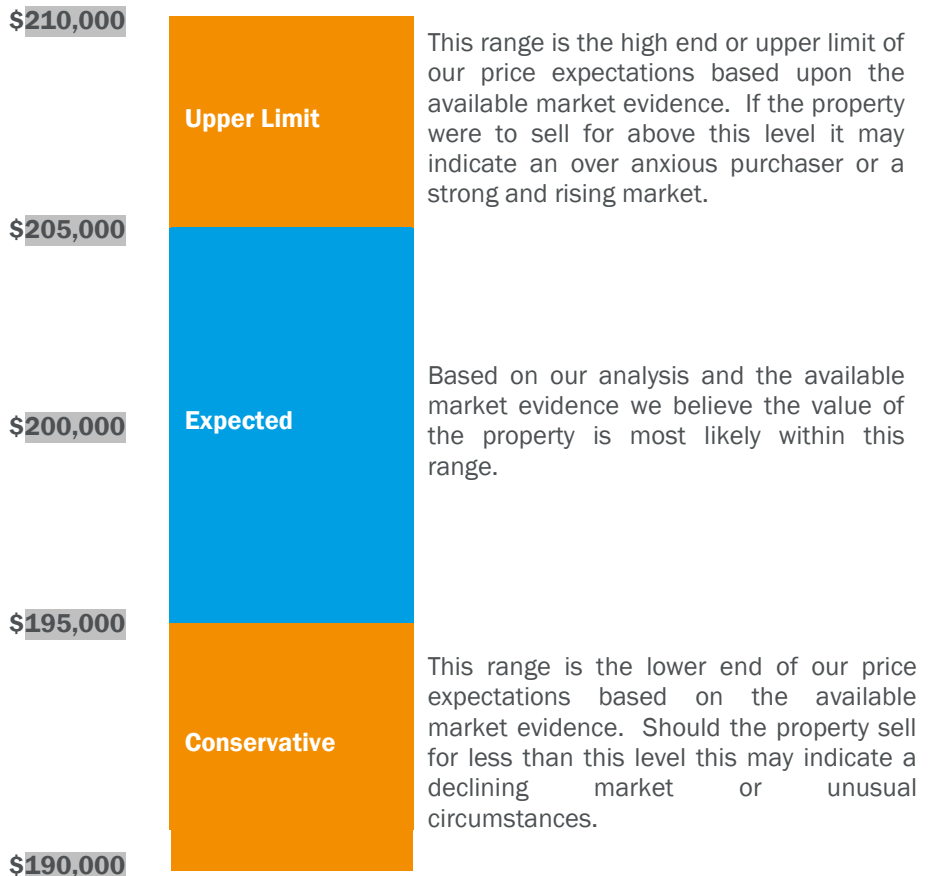 $210,000
Upper Limit
This range is the high end or upper limit of
our price expectations based upon the
available market evidence. If the property
were to sell for above this level it may
indicate an over anxious purchaser or a
strong and rising market.
$205,000
$200,000
Expected
Based on our analysis and the available
market evidence we believe the value of
the property is most likely within this
range.
$195,000
Conservative
This range is the lower end of our price
expectations based on the available
market evidence. Should the property sell
for less than this level this may indicate a
declining market or unusual
circumstances.
$190,000